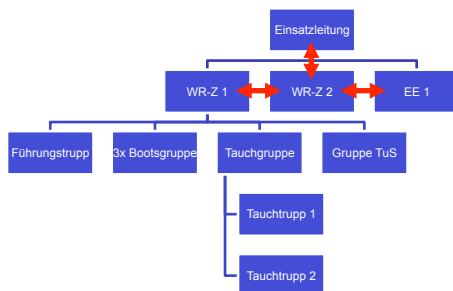 Einsatzleitung
WR-Z 1
WR-Z 2
EE 1
Führungstrupp
3x Bootsgruppe
Tauchgruppe
Gruppe TuS
Tauchtrupp 1
Tauchtrupp 2